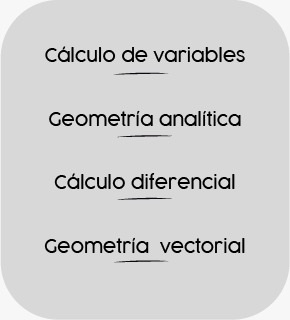 Cálculo de variables
Geometría analítica
Cálculo diferencial
Geometría vectorial